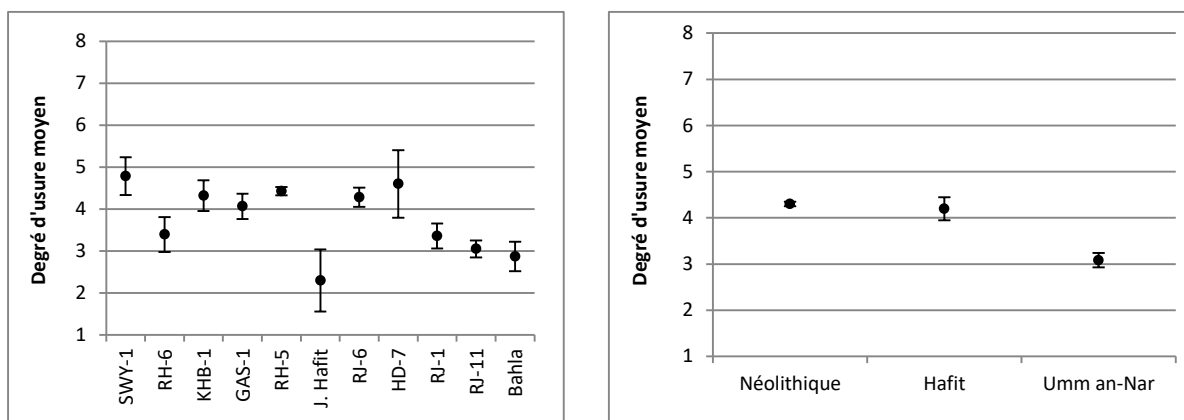 Degré d'usure moyen
8
7
6
5
4
3
2
1
SWY-1
RH-6
KHB-1
GAS-1
RH-5
J. Hafit
RJ-6
HD-7
RJ-1
RJ-11
Bahla
Degré d'usure moyen
8
7
6
5
4
3
2
1
Néolithique
Hafit
Umm an-Nar